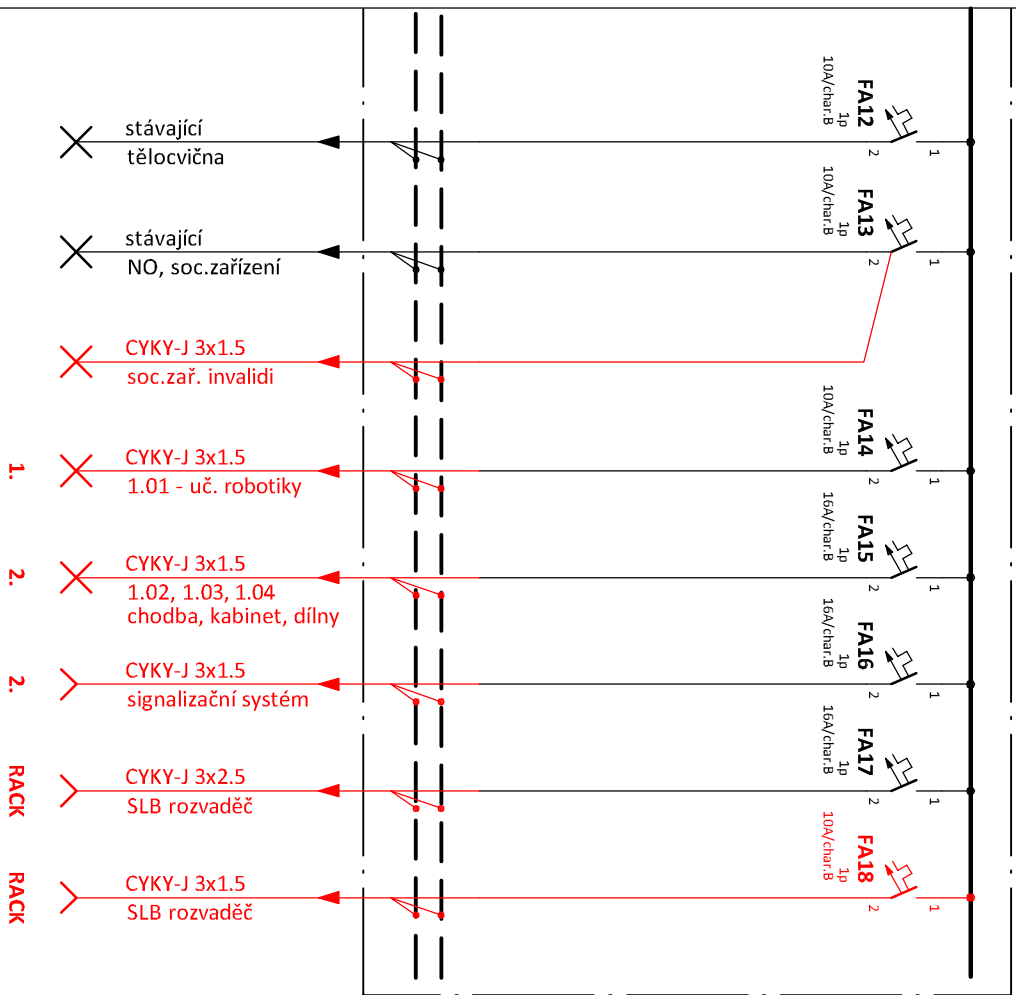 FA12
1p
10A/char.B
1
2
stávající
tělocvična
FA13
1p
10A/char.B
1
2
stávající
NO, soc.zařízení
CYKY-J 3x1.5
soc.zař. invalidi
FA14
1p
10A/char.B
1
2
CYKY-J 3x1.5
1.01 - uč. robotiky
1.
FA15
1p
16A/char.B
1
2
CYKY-J 3x1.5
1.02, 1.03, 1.04
chodba, kabinet, dílny
2.
FA16
1p
16A/char.B
1
2
CYKY-J 3x1.5
signalizační systém
2.
FA17
1p
16A/char.B
1
2
CYKY-J 3x2.5
SLB rozvaděč
RACK
FA18
1p
10A/char.B
1
2
CYKY-J 3x1.5
SLB rozvaděč
RACK